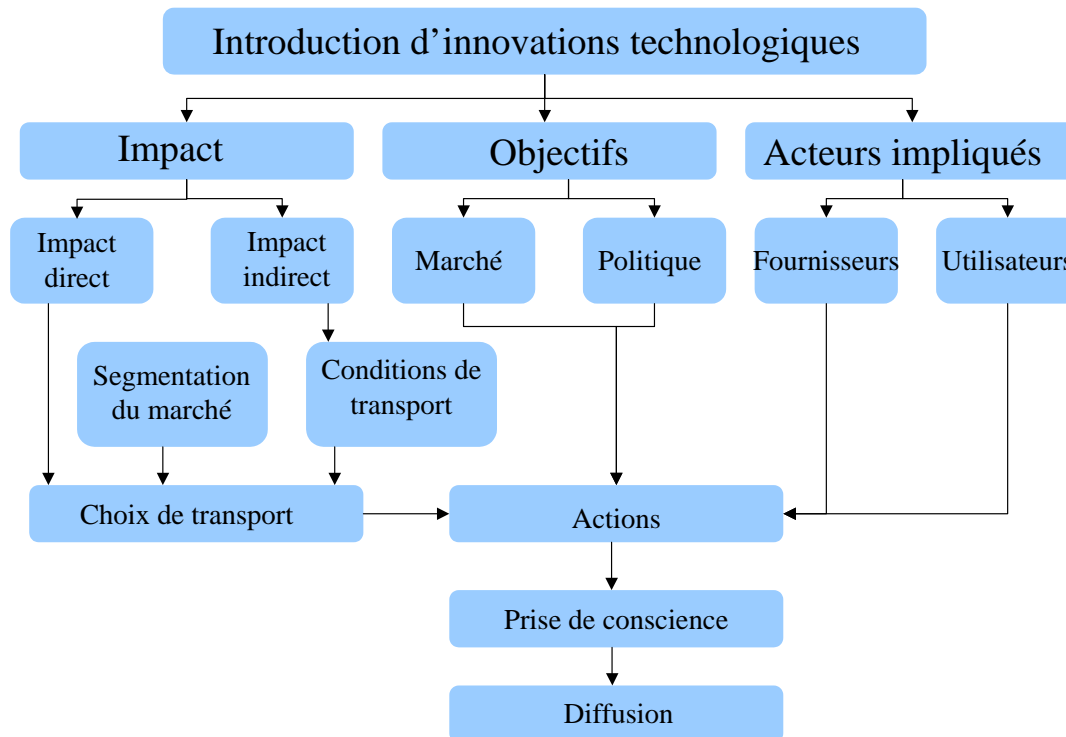 Introduction d’innovations technologiques
Impact
Objectifs
Acteurs impliqués
Impact
direct
Impact
indirect
Marché
Politique
Fournisseurs
Utilisateurs
Segmentation
du marché
Conditions de
transport
Choix de transport
Actions
Prise de conscience
Diffusion